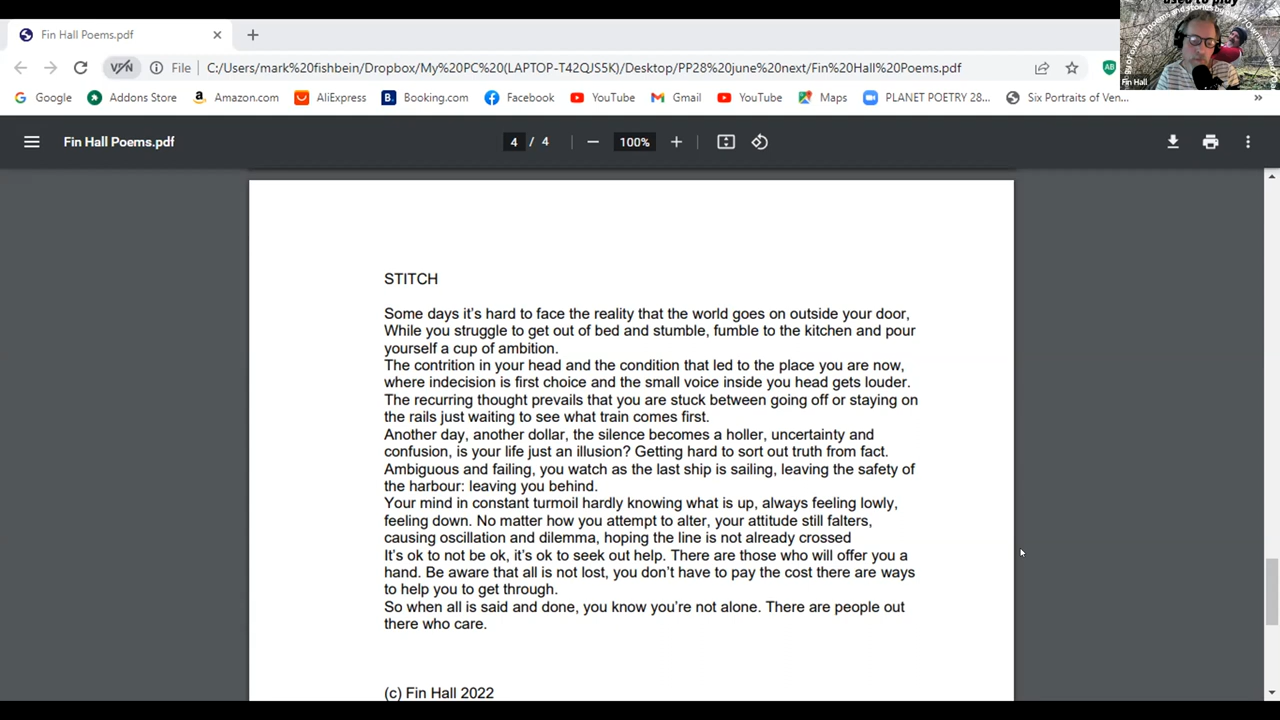 Fin Hall Poems.pdf
VPN
File
C:/Users/mark%20fishbein/Dropbox/My%20PC%20(LAPTOP-T42QJS5K)/Desktop/PP28%20june%20next/Fin%20Hall%20Poems.pdf
AB
Fin Hall
Google
Addons Store
Amazon.com
AliExpress
Booking.com
Facebook
YouTube
Gmail
YouTube
Maps
PLANET POETRY 28...
Six Portraits of Ven...
Fin Hall Poems.pdf
4 / 4
100%
STITCH
Some days it's hard to face the reality that the world goes on outside your door,
While you struggle to get out of bed and stumble, fumble to the kitchen and pour
yourself a cup of ambition.
The contrition in your head and the condition that led to the place you are now,
where indecision is first choice and the small voice inside you head gets louder.
The recurring thought prevails that you are stuck between going off or staying on
the rails just waiting to see what train comes first.
Another day, another dollar, the silence becomes a holler, uncertainty and
confusion, is your life just an illusion? Getting hard to sort out truth from fact.
Ambiguous and failing, you watch as the last ship is sailing, leaving the safety of
the harbour: leaving you behind.
Your mind in constant turmoil hardly knowing what is up, always feeling lowly,
feeling down. No matter how you attempt to alter, your attitude still falters,
causing oscillation and dilemma, hoping the line is not already crossed
It's ok to not be ok, it's ok to seek out help. There are those who will offer you a
hand. Be aware that all is not lost, you don't have to pay the cost there are ways
to help you to get through.
So when all is said and done, you know you're not alone. There are people out
there who care.
(c) Fin Hall 2022